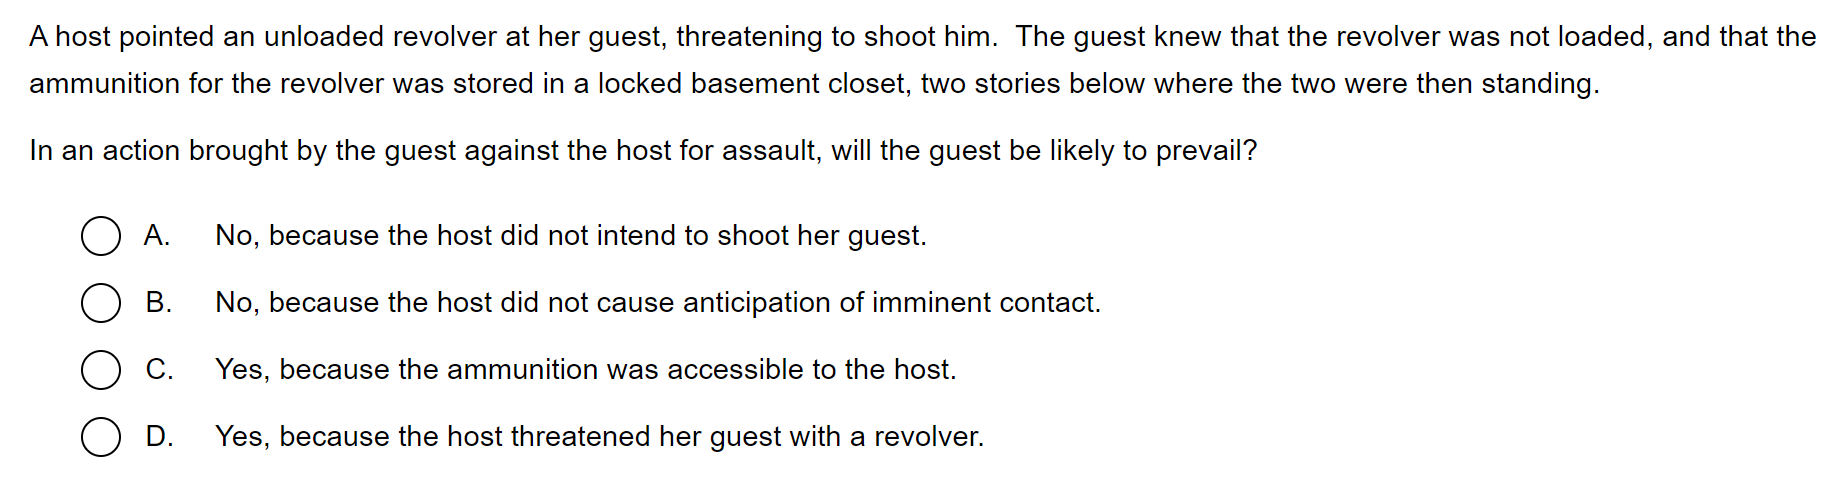 A host pointed an unloaded revolver at her guest, threatening to shoot him.  The guest knew that the revolver was not loaded, and that the
ammunition for the revolver was stored in a locked basement closet, two stories below where the two were then standing.
In an action brought by the guest against the host for assault, will the guest be likely to prevail?
A. No, because the host did not intend to shoot her guest.
B. No, because the host did not cause anticipation of imminent contact.
C. Yes, because the ammunition was accessible to the host.
D. Yes, because the host threatened her guest with a revolver.